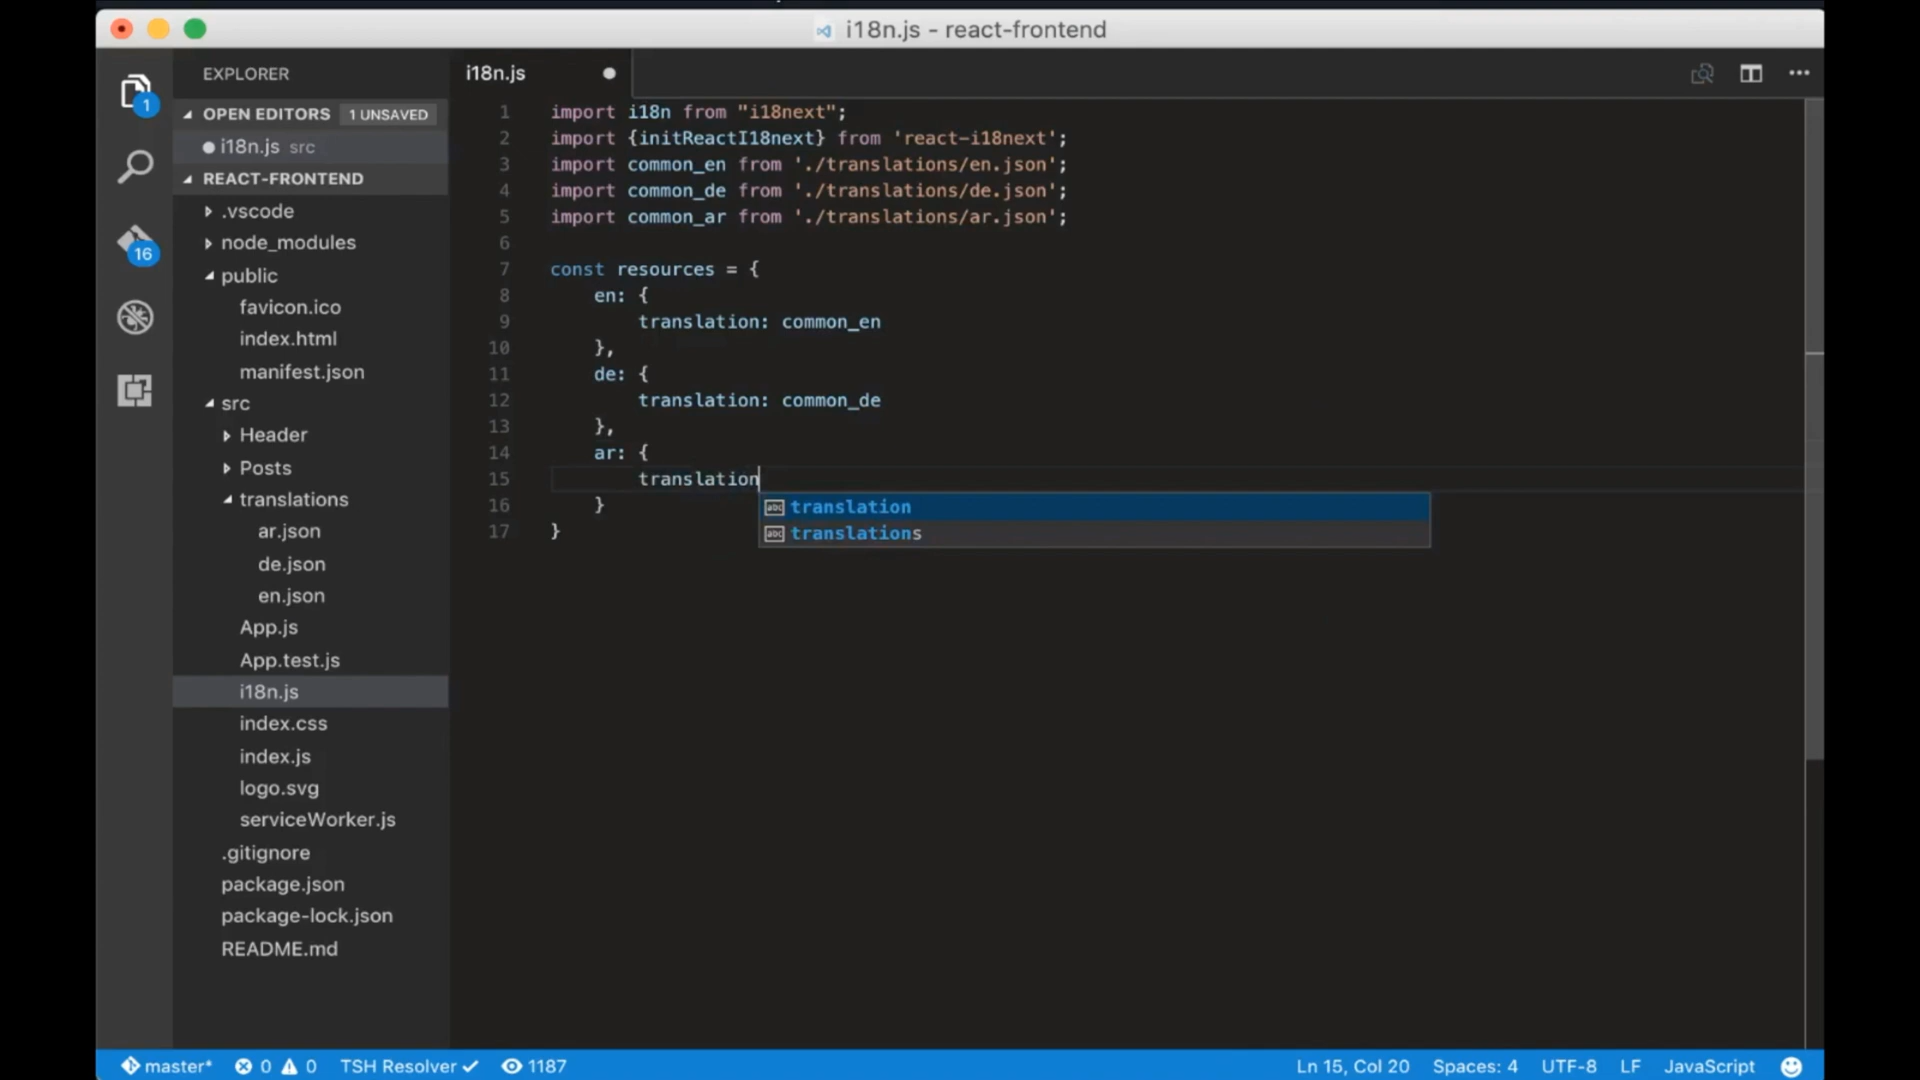 i18n.js - react-frontend
EXPLORER
OPEN EDITORS 1 UNSAVED
i18n.js src
REACT-FRONTEND
.vscode
node_modules
public
favicon.ico
index.html
manifest.json
src
Header
Posts
translations
ar.json
de.json
en.json
App.js
App.test.js
i18n.js
index.css
index.js
logo.svg
serviceWorker.js
.gitignore
package.json
package-lock.json
README.md
1
16
i18n.js
1 import i18n from "i18next";
2 import {initReactI18next} from 'react-i18next';
3 import common_en from './translations/en.json';
4 import common_de from './translations/de.json';
5 import common_ar from './translations/ar.json';
6
7 const resources = {
8 en: {
9 translation: common_en
10 },
11 de: {
12 translation: common_de
13 },
14 ar: {
15 translation
16 }
17 }
abc translation
abc translations
master* 0 0 TSH Resolver 1187 Ln 15, Col 20 Spaces: 4 UTF-8 LF JavaScript